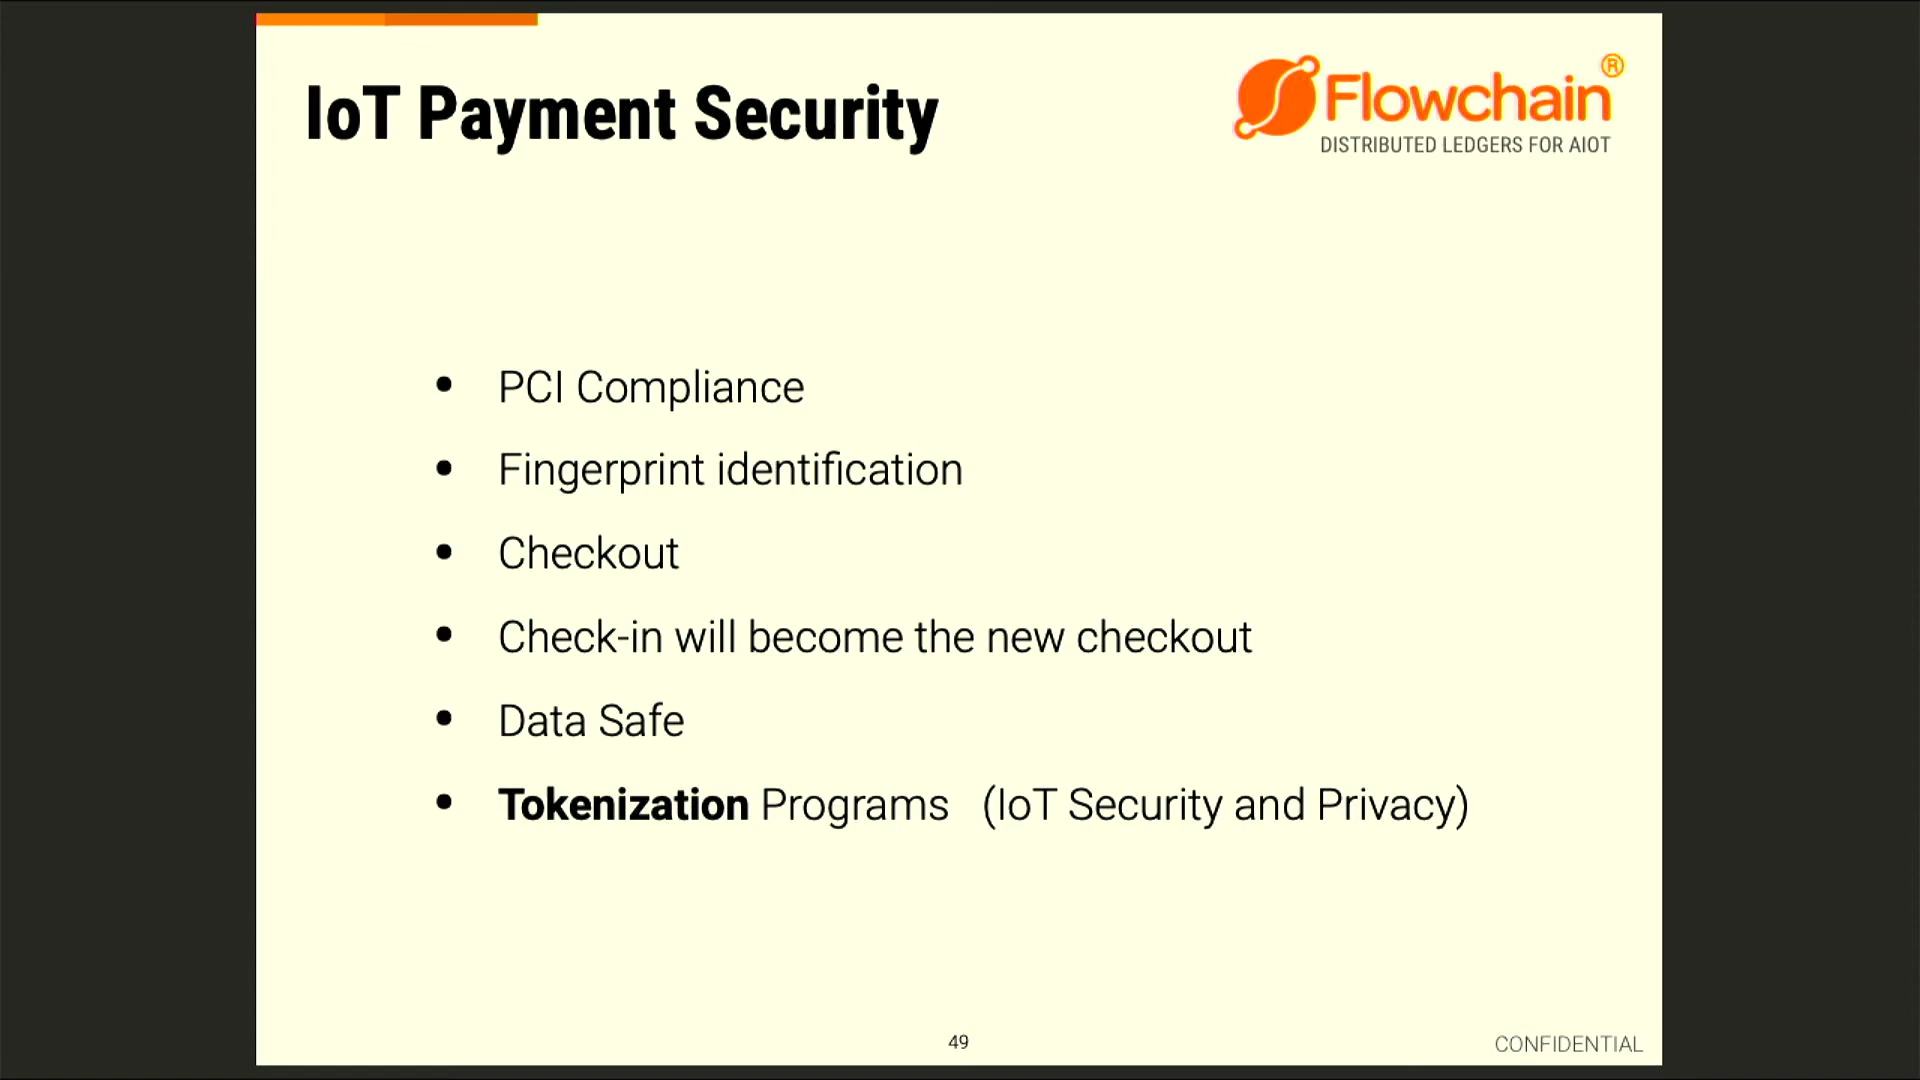 IoT Payment Security
Flowchain®
DISTRIBUTED LEDGERS FOR AIOT
• PCI Compliance
• Fingerprint identification
• Checkout
• Check-in will become the new checkout
• Data Safe
• Tokenization Programs (IoT Security and Privacy)
49
CONFIDENTIAL